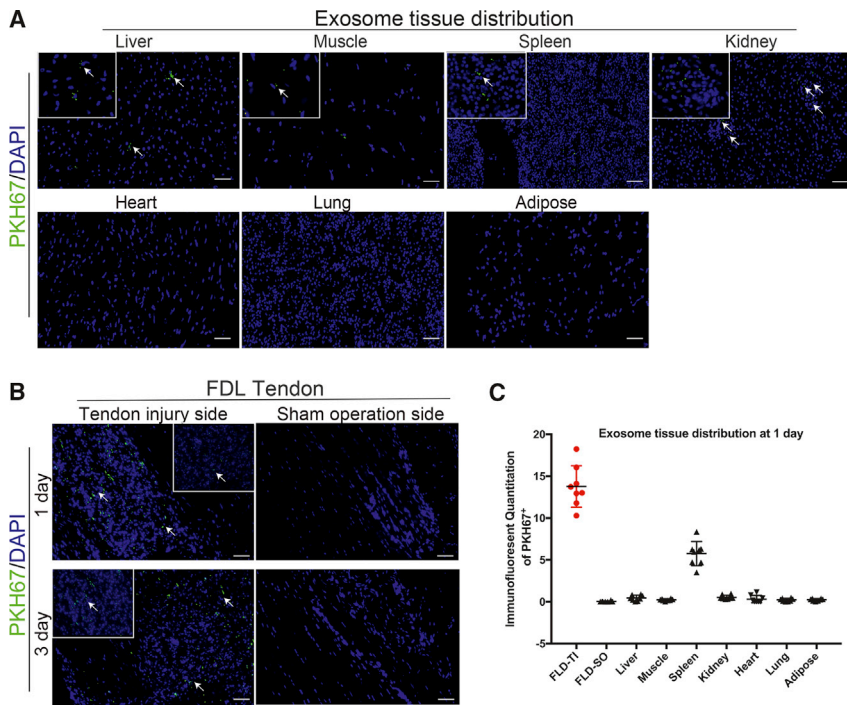 A
Exosome tissue distribution
Liver Muscle Spleen Kidney
PKH67/DAPI
Heart Lung Adipose
B
FDL Tendon
Tendon injury side Sham operation side
PKH67/DAPI
1 day
3 day
C
Exosome tissue distribution at 1 day
Immunofluoresent Quantitation
of PKH67+
20
15
10
5
0
-5
FLD-TI FLD-SO Liver Muscle Spleen Kidney Heart Lung Adipose